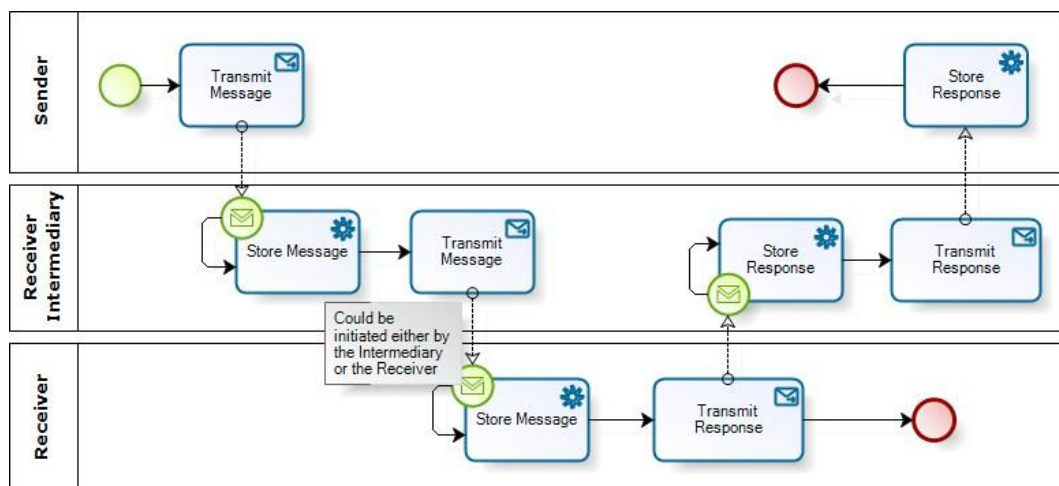 Sender
Transmit
Message
Store
Response
Receiver
Intermediary
Store Message
Transmit
Message
Store
Response
Transmit
Response
Could be
initiated either by
the Intermediary
or the Receiver
Receiver
Store Message
Transmit
Response